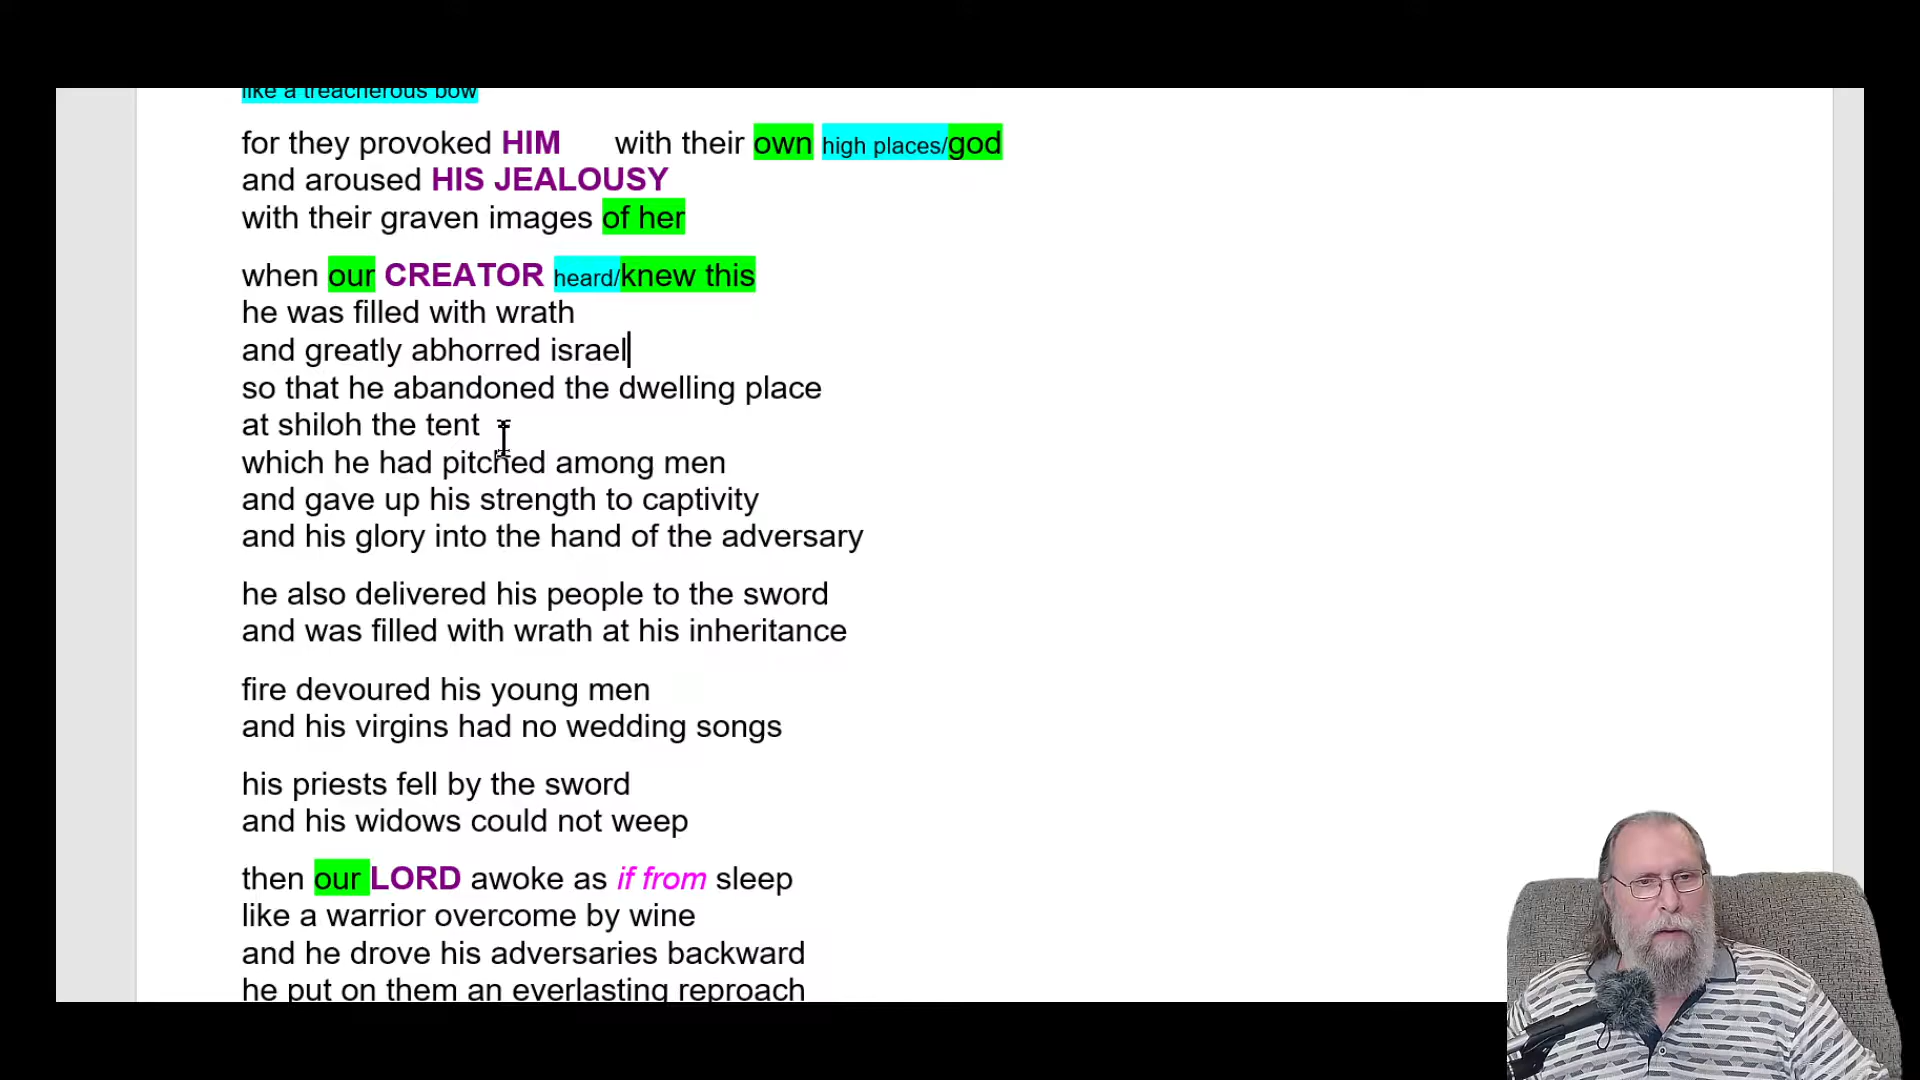 like a treacherous bow
for they provoked HIM with their own high places/god
and aroused HIS JEALOUSY
with their graven images of her
when our CREATOR heard/knew this
he was filled with wrath
and greatly abhorred israel
so that he abandoned the dwelling place
at shiloh the tent
which he had pitched among men
and gave up his strength to captivity
and his glory into the hand of the adversary
he also delivered his people to the sword
and was filled with wrath at his inheritance
fire devoured his young men
and his virgins had no wedding songs
his priests fell by the sword
and his widows could not weep
then our LORD awoke as if from sleep
like a warrior overcome by wine
and he drove his adversaries backward
he put on them an everlasting reproach